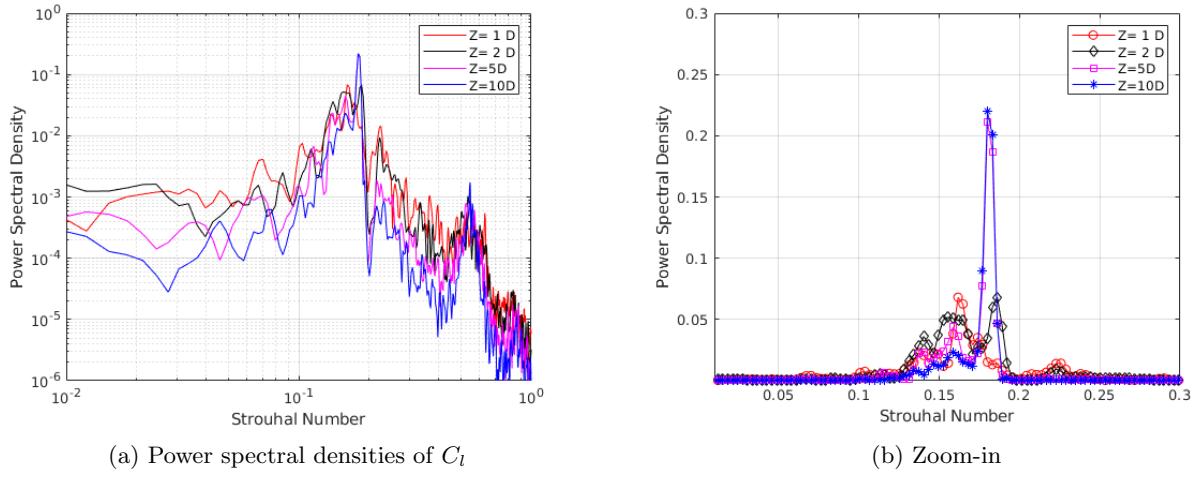 10^0
10^-1
10^-2
10^-3
10^-4
10^-5
10^-6
Power Spectral Density
Z= 1 D
Z= 2 D
Z=5D
Z=10D
10^-2
10^-1
10^0
Strouhal Number
(a) Power spectral densities of C_l
0.3
0.25
0.2
0.15
0.1
0.05
Power Spectral Density
Z= 1 D
Z= 2 D
Z=5D
Z=10D
0.05
0.1
0.15
0.2
0.25
0.3
Strouhal Number
(b) Zoom-in